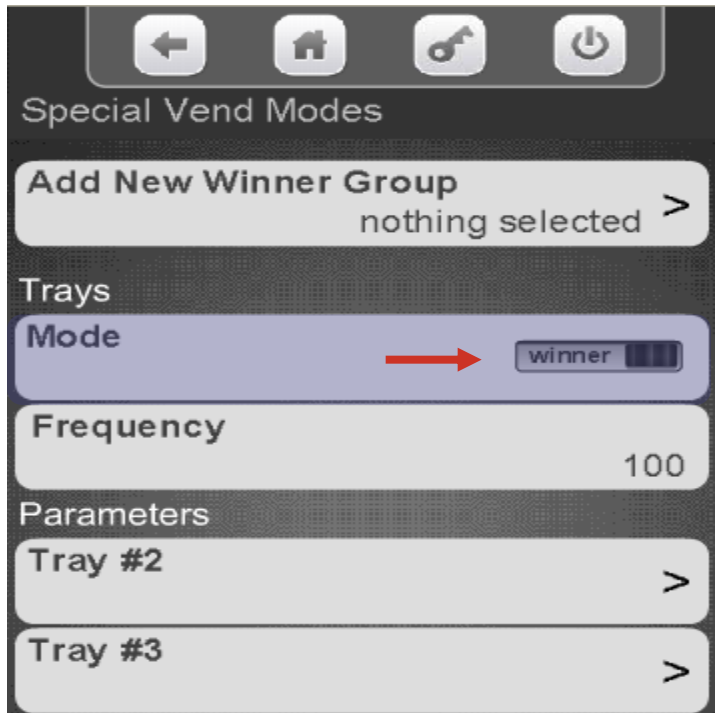 Special Vend Modes
Add New Winner Group
nothing selected >
Trays
Mode
winner
Frequency
100
Parameters
Tray #2
>
Tray #3
>